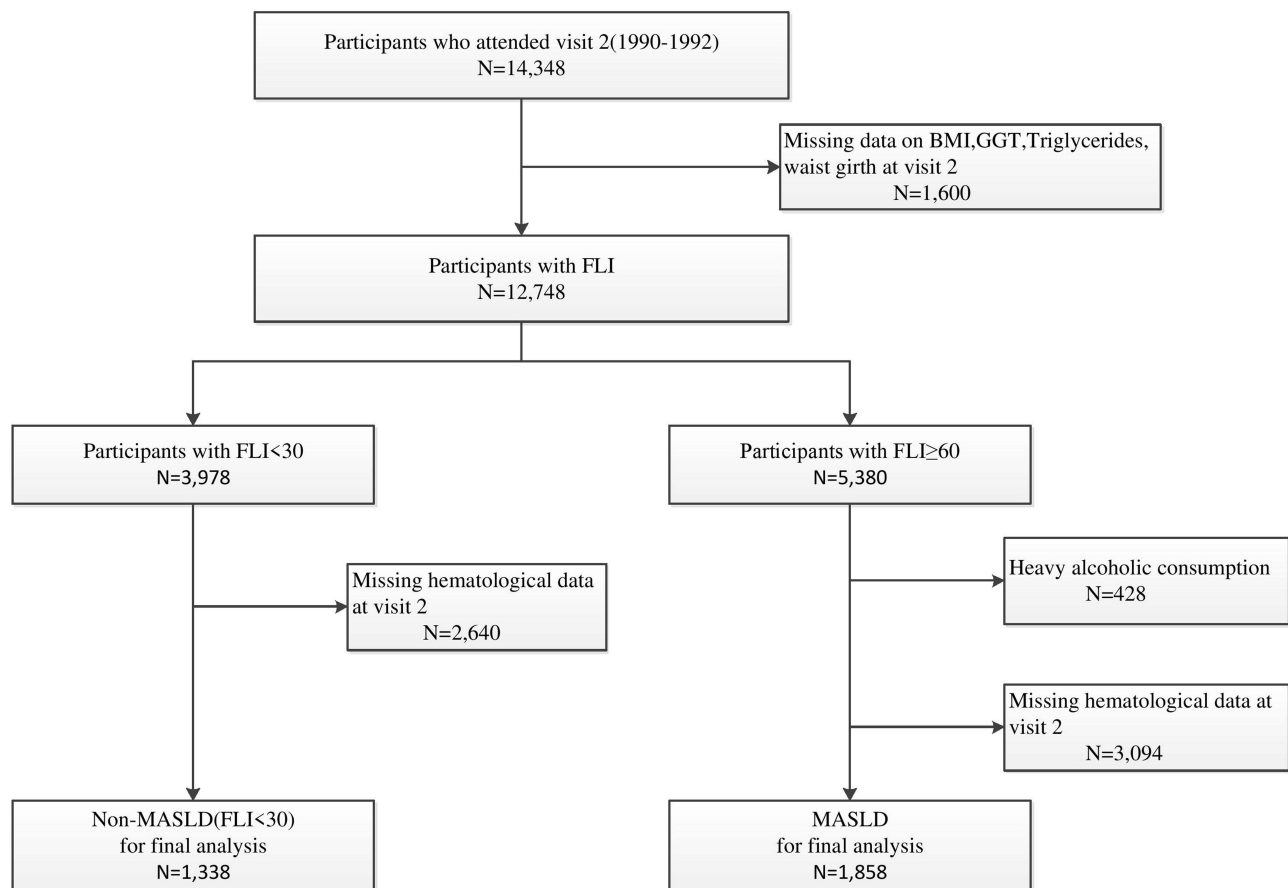 Participants who attended visit 2(1990-1992)
N=14,348
Missing data on BMI,GGT,Triglycerides,
waist girth at visit 2
N=1,600
Participants with FLI
N=12,748
Participants with FLI<30
N=3,978
Participants with FLI≥60
N=5,380
Heavy alcoholic consumption
N=428
Missing hematological data
at visit 2
N=2,640
Missing hematological data at
visit 2
N=3,094
Non-MASLD(FLI<30)
for final analysis
N=1,338
MASLD
for final analysis
N=1,858